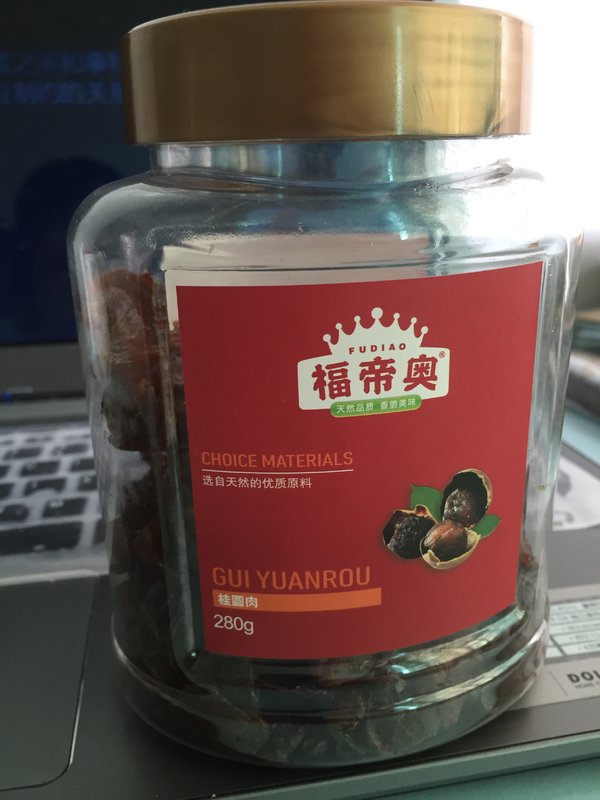 FUDIAO
福帝奥®
天然品质 香脆美味
CHOICE MATERIALS
选自天然的优质原料
GUI YUANROU
桂圆肉
280g